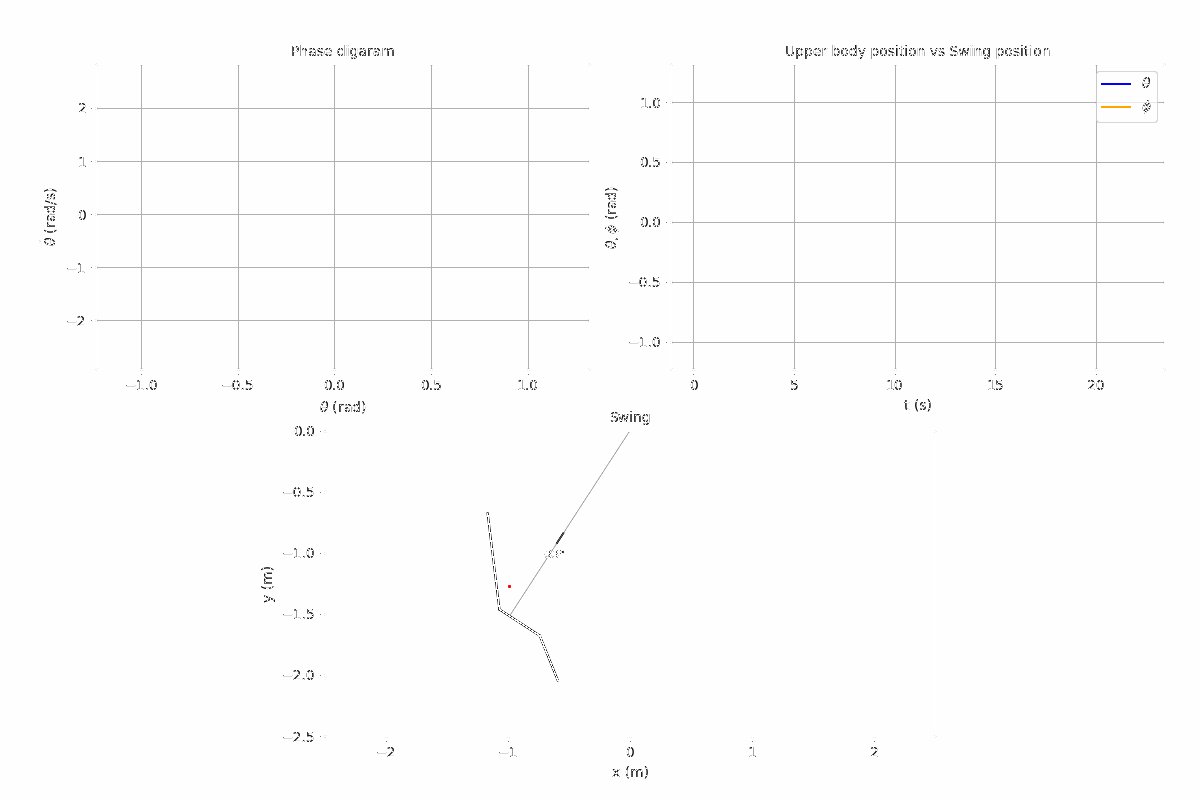 Phase digaram
2
1
0
−1
−2
−1.0 −0.5 0.0 0.5 1.0
θ (rad)
θ̇ (rad/s)
Upper body position vs Swing position
θ
ϕ
1.0
0.5
0.0
−0.5
−1.0
0 5 10 15 20
t (s)
θ, ϕ (rad)
Swing
0.0
−0.5
−1.0
−1.5
−2.0
−2.5
−2 −1 0 1 2
x (m)
y (m)